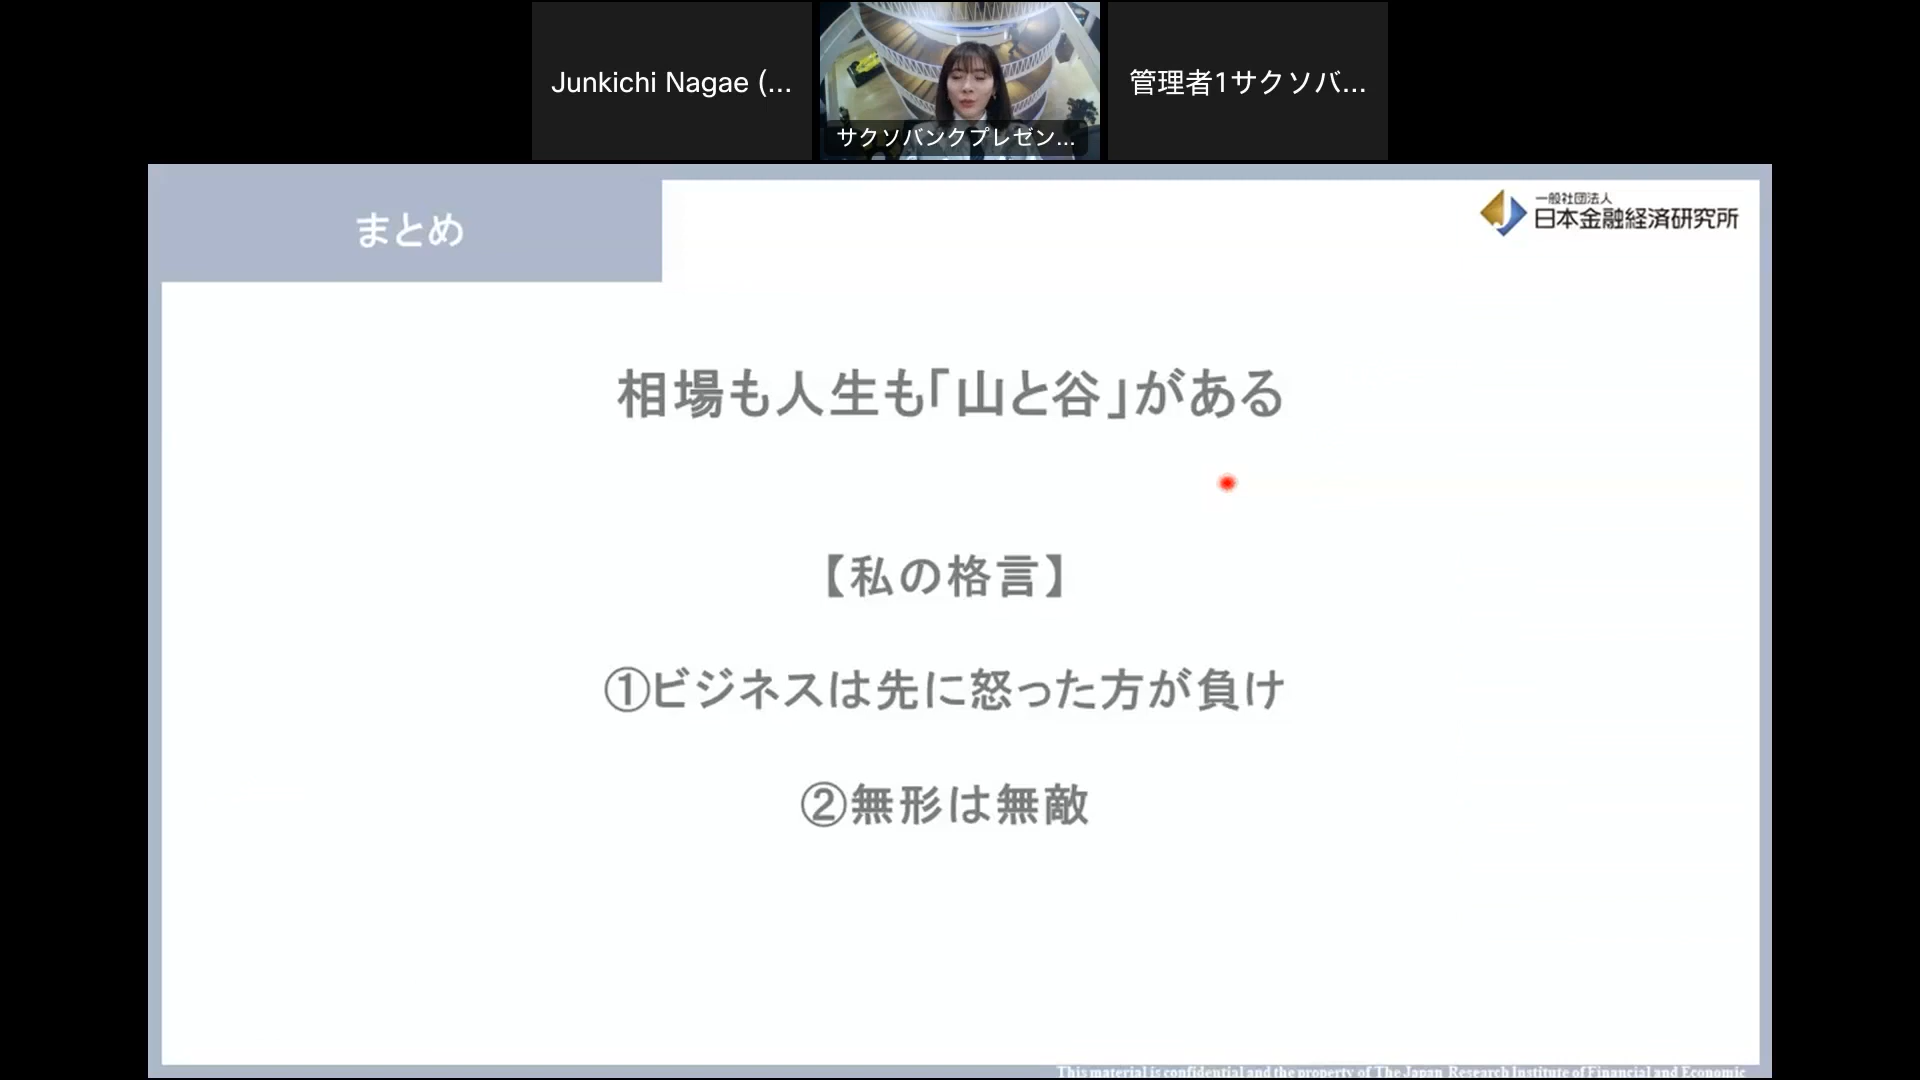 Junkichi Nagae (...
サクソバンクプレゼン...
管理者1サクソバ...
まとめ
一般社団法人
日本金融経済研究所
相場も人生も「山と谷」がある
【私の格言】
①ビジネスは先に怒った方が負け
②無形は無敵
This material is confidential and the property of The Japan Research Institute of Financial and Economic